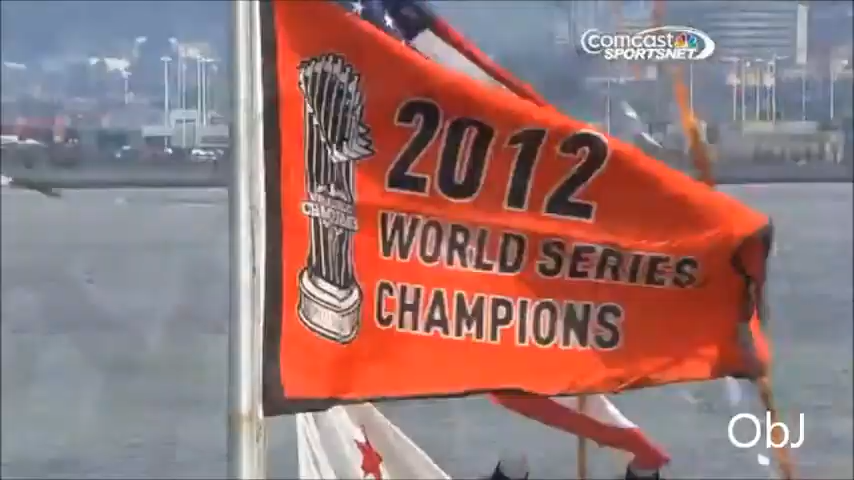 comcast
SPORTSNET
2012
WORLD SERIES
CHAMPIONS
ObJ